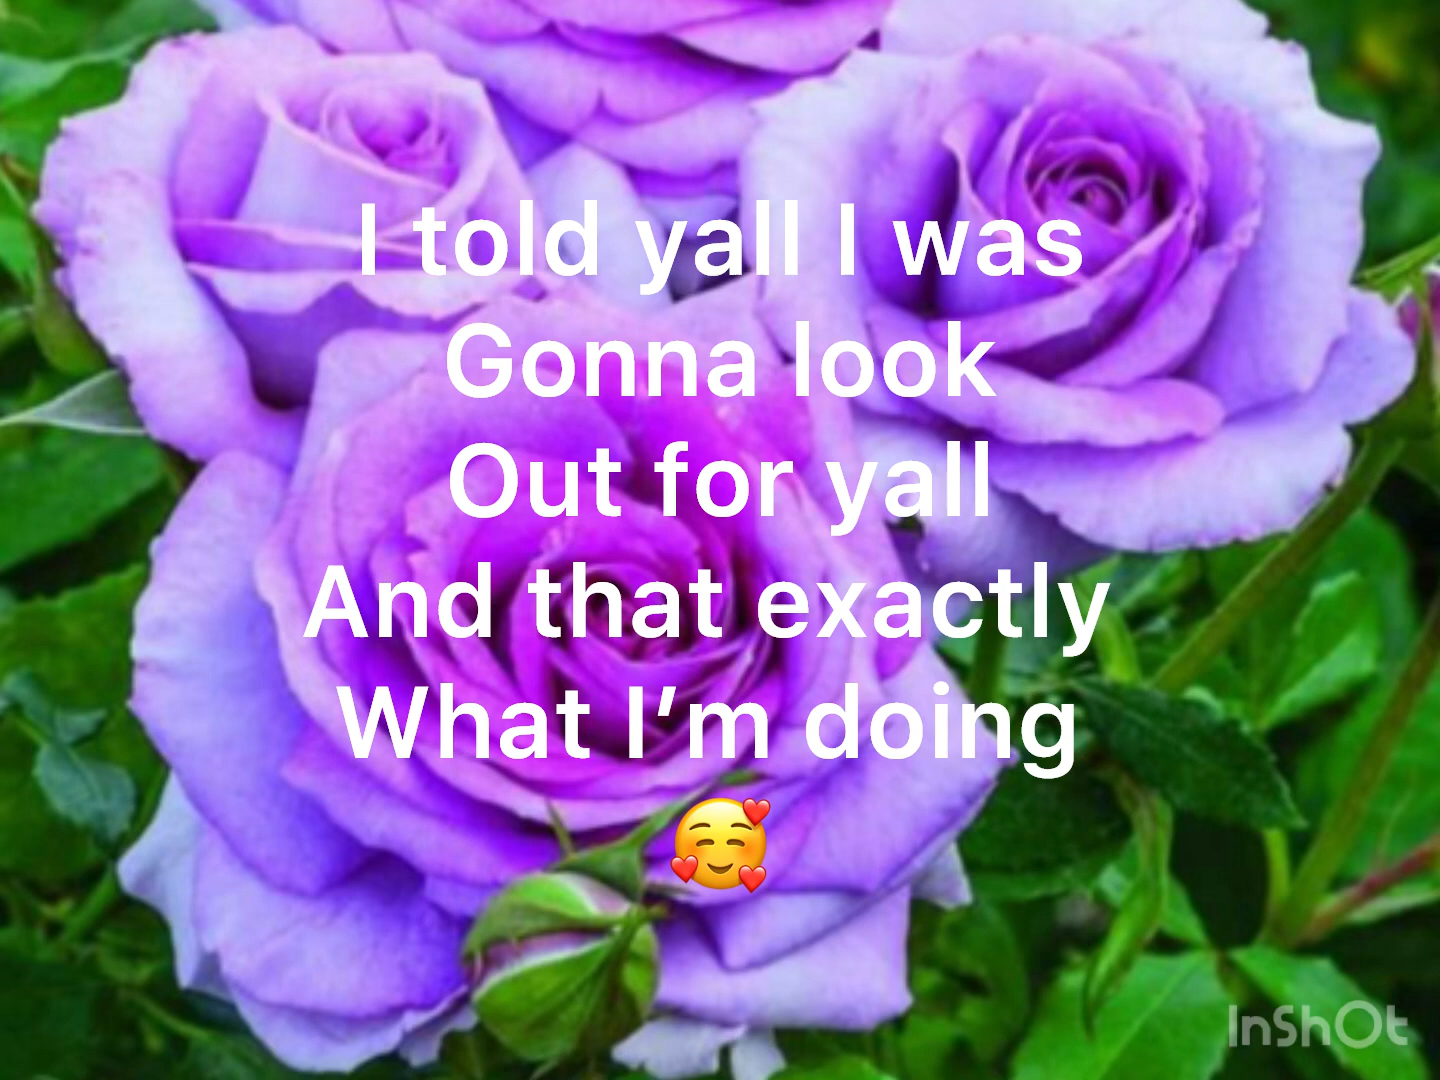 I told yall I was
Gonna look
Out for yall
And that exactly
What I’m doing
🥰
InShOt